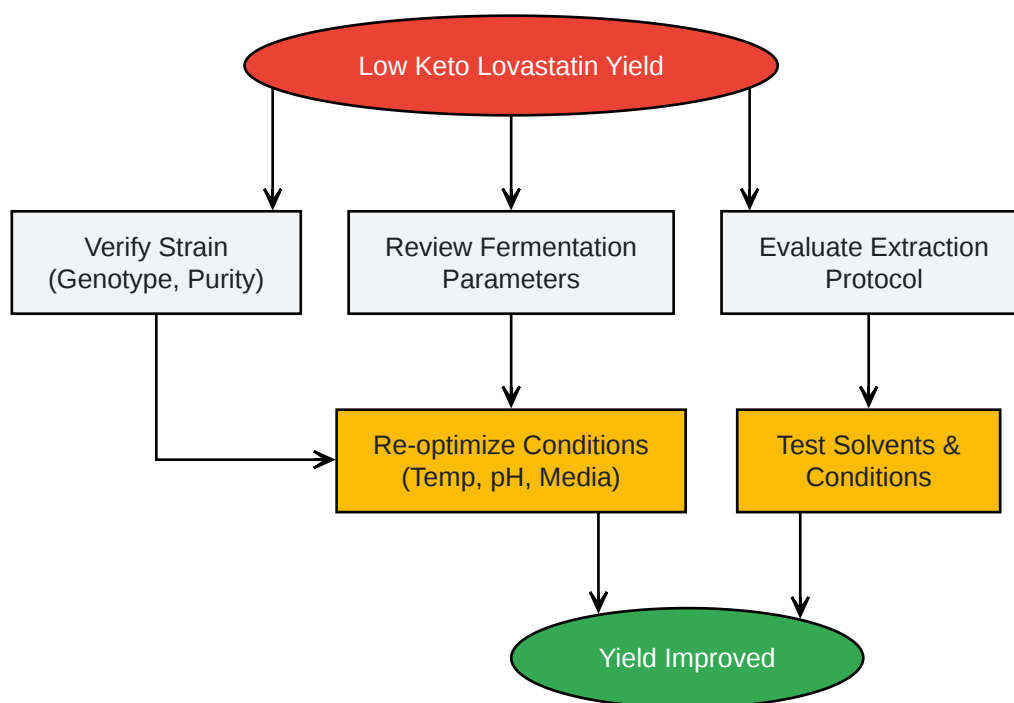 Low Keto Lovastatin Yield
Verify Strain
(Genotype, Purity)
Review Fermentation
Parameters
Evaluate Extraction
Protocol
Re-optimize Conditions
(Temp, pH, Media)
Test Solvents &
Conditions
Yield Improved